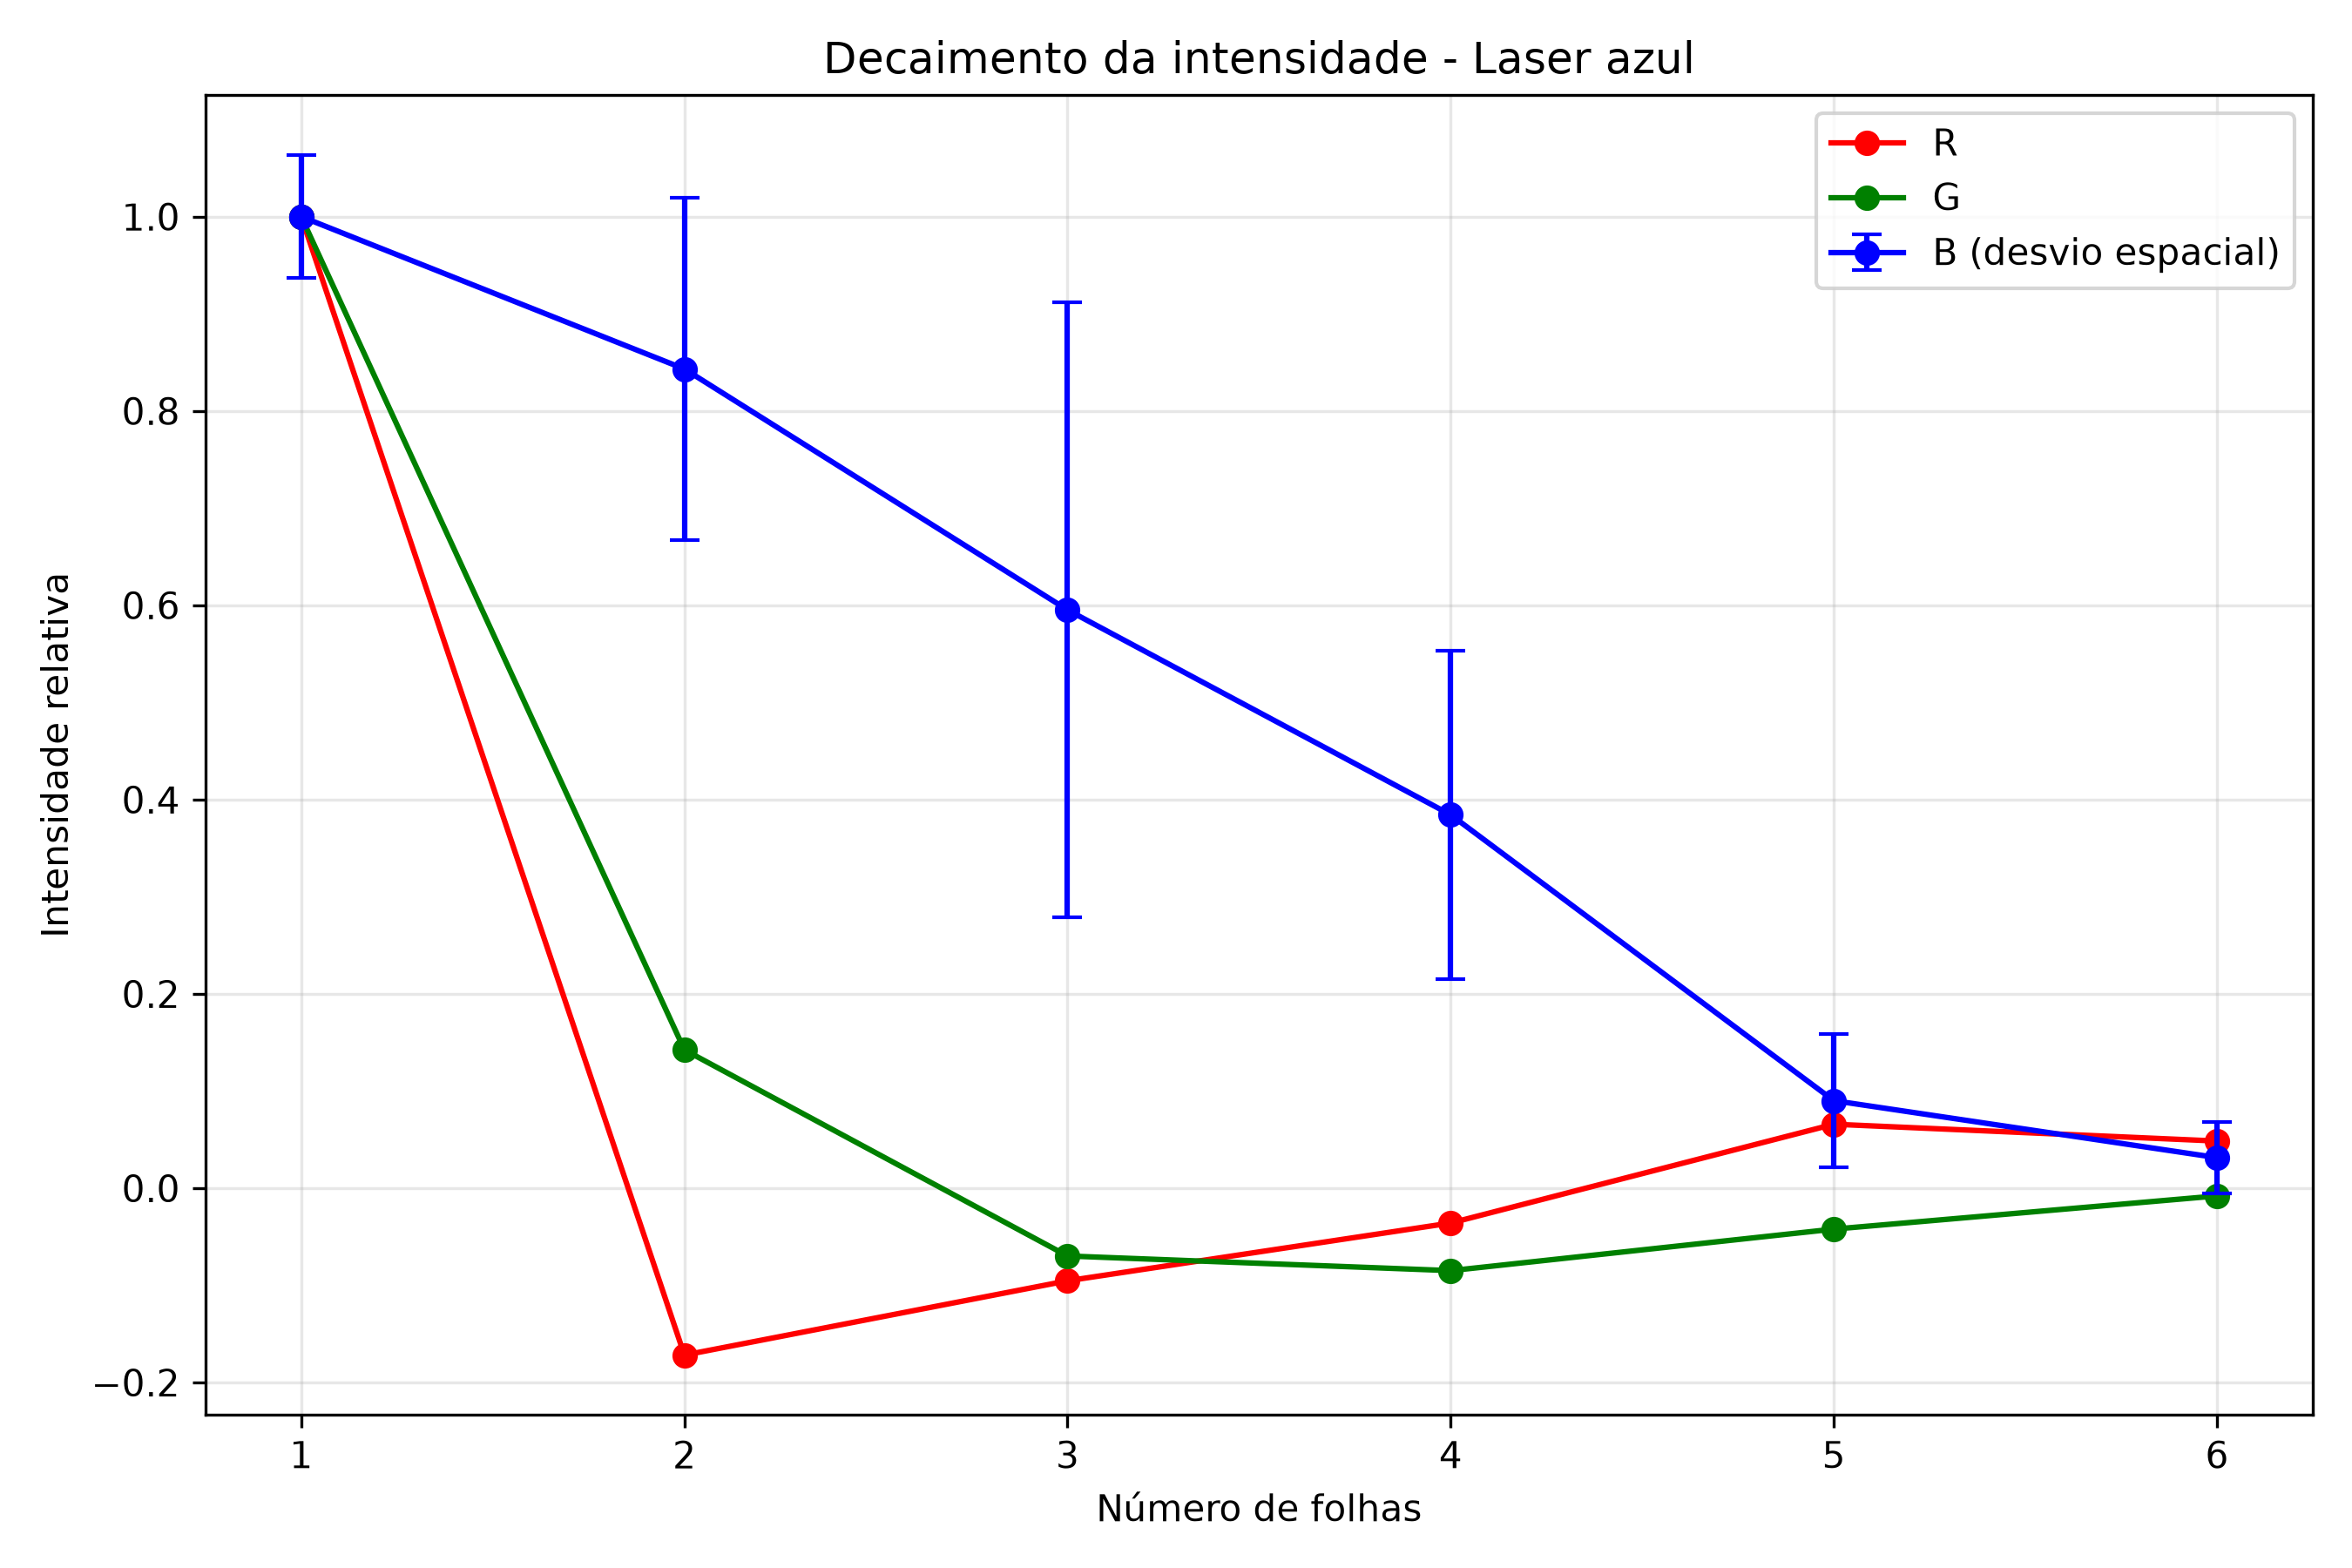 Decaimento da intensidade - Laser azul
R
G
B (desvio espacial)
Intensidade relativa
1.0
0.8
0.6
0.4
0.2
0.0
−0.2
1 2 3 4 5 6
Número de folhas